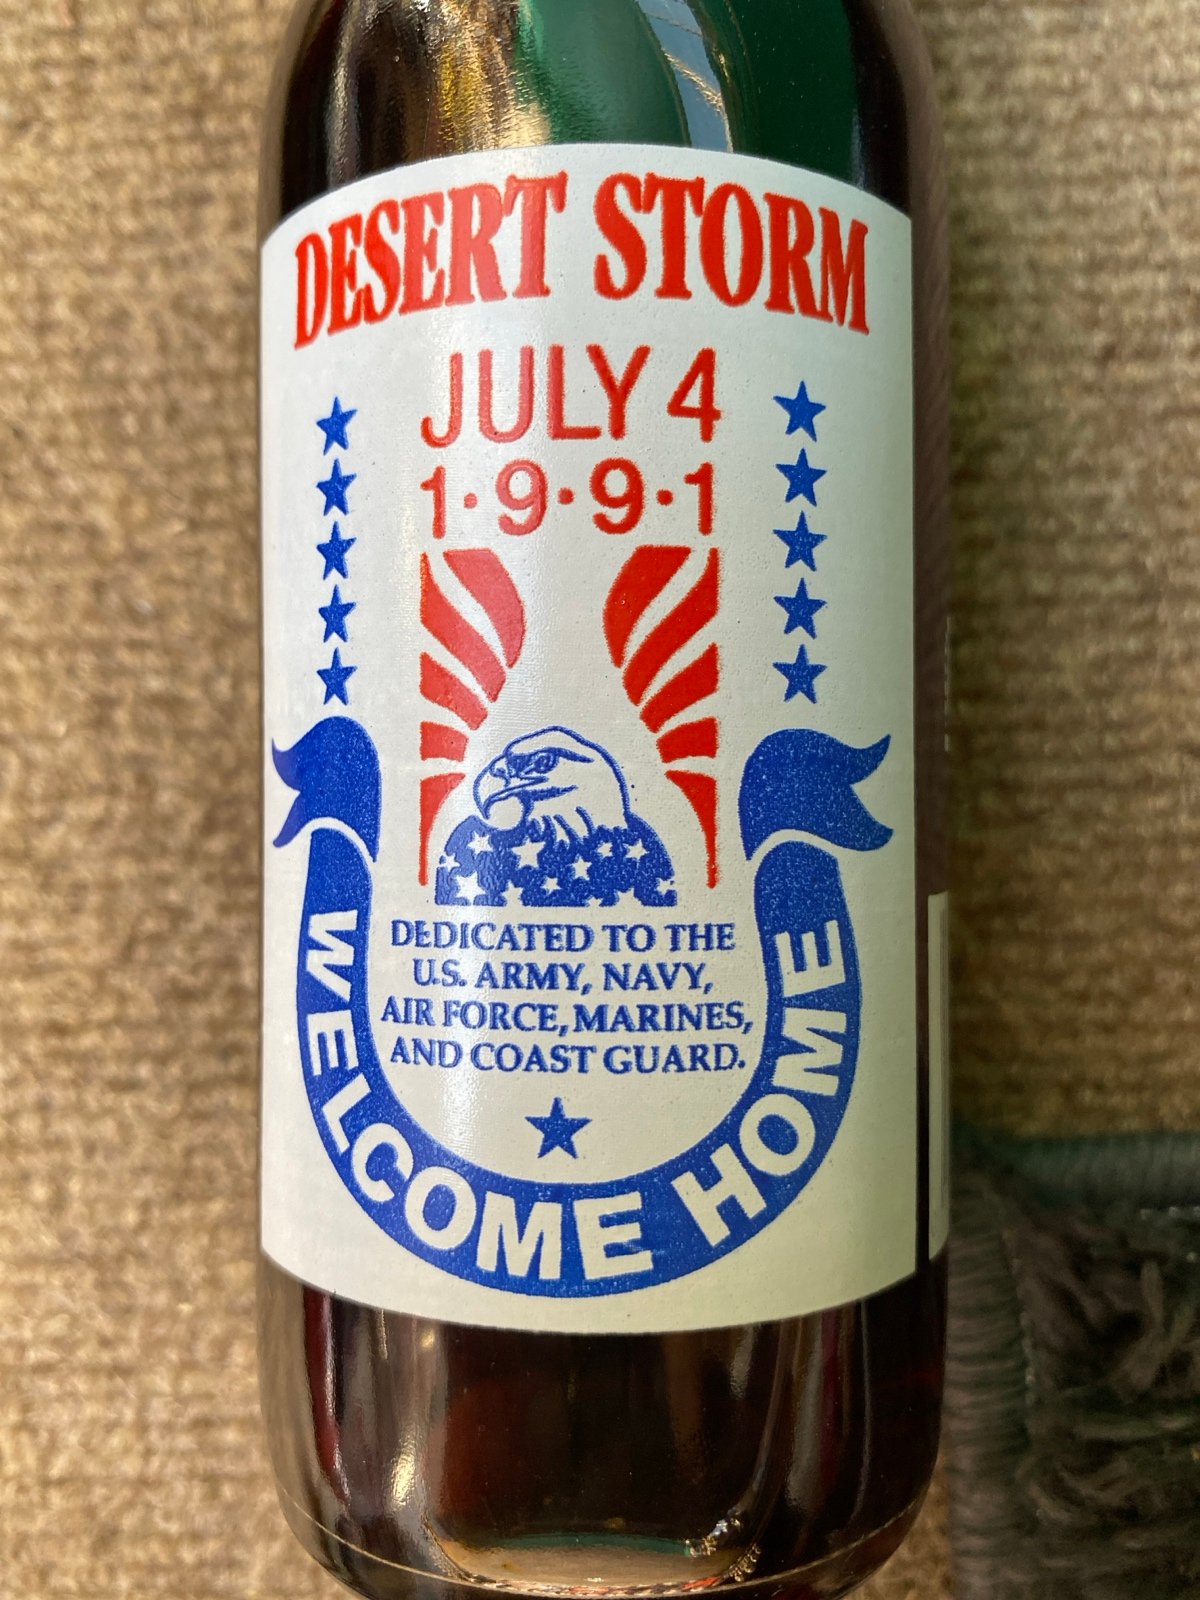 DESERT STORM
JULY 4
1·9·9·1
DEDICATED TO THE
U.S. ARMY, NAVY,
AIR FORCE, MARINES,
AND COAST GUARD.
WELCOME HOME